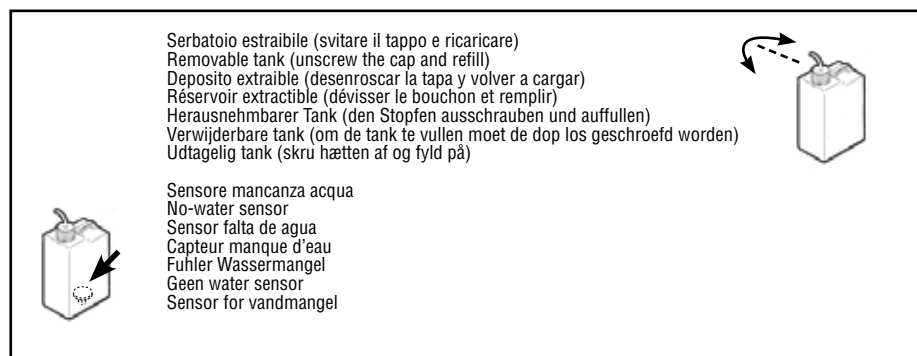 Serbatoio estraibile (svitare il tappo e ricaricare)
Removable tank (unscrew the cap and refill)
Deposito extraible (desenroscar la tapa y volver a cargar)
Réservoir extractible (dévisser le bouchon et remplir)
Herausnehmbarer Tank (den Stopfen ausschrauben und auffullen)
Verwijderbare tank (om de tank te vullen moet de dop los geschroefd worden)
Udtagelig tank (skru hætten af og fyld på)
Sensore mancanza acqua
No-water sensor
Sensor falta de agua
Capteur manque d'eau
Fuhler Wassermangel
Geen water sensor
Sensor for vandmangel